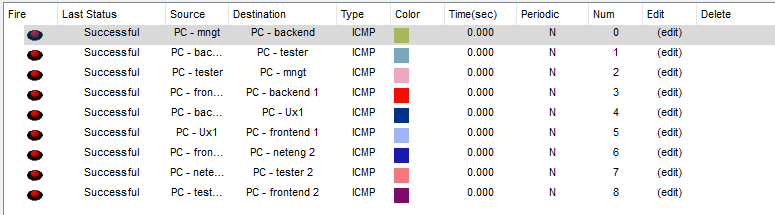 Fire Last Status Source Destination Type Color Time(sec) Periodic Num Edit Delete
Successful PC - mngt PC - backend ICMP 0.000 N 0 (edit)
Successful PC - bac... PC - tester ICMP 0.000 N 1 (edit)
Successful PC - tester PC - mngt ICMP 0.000 N 2 (edit)
Successful PC - fron... PC - backend 1 ICMP 0.000 N 3 (edit)
Successful PC - bac... PC - Ux1 ICMP 0.000 N 4 (edit)
Successful PC - Ux1 PC - frontend 1 ICMP 0.000 N 5 (edit)
Successful PC - fron... PC - neteng 2 ICMP 0.000 N 6 (edit)
Successful PC - nete... PC - tester 2 ICMP 0.000 N 7 (edit)
Successful PC - test... PC - frontend 2 ICMP 0.000 N 8 (edit)